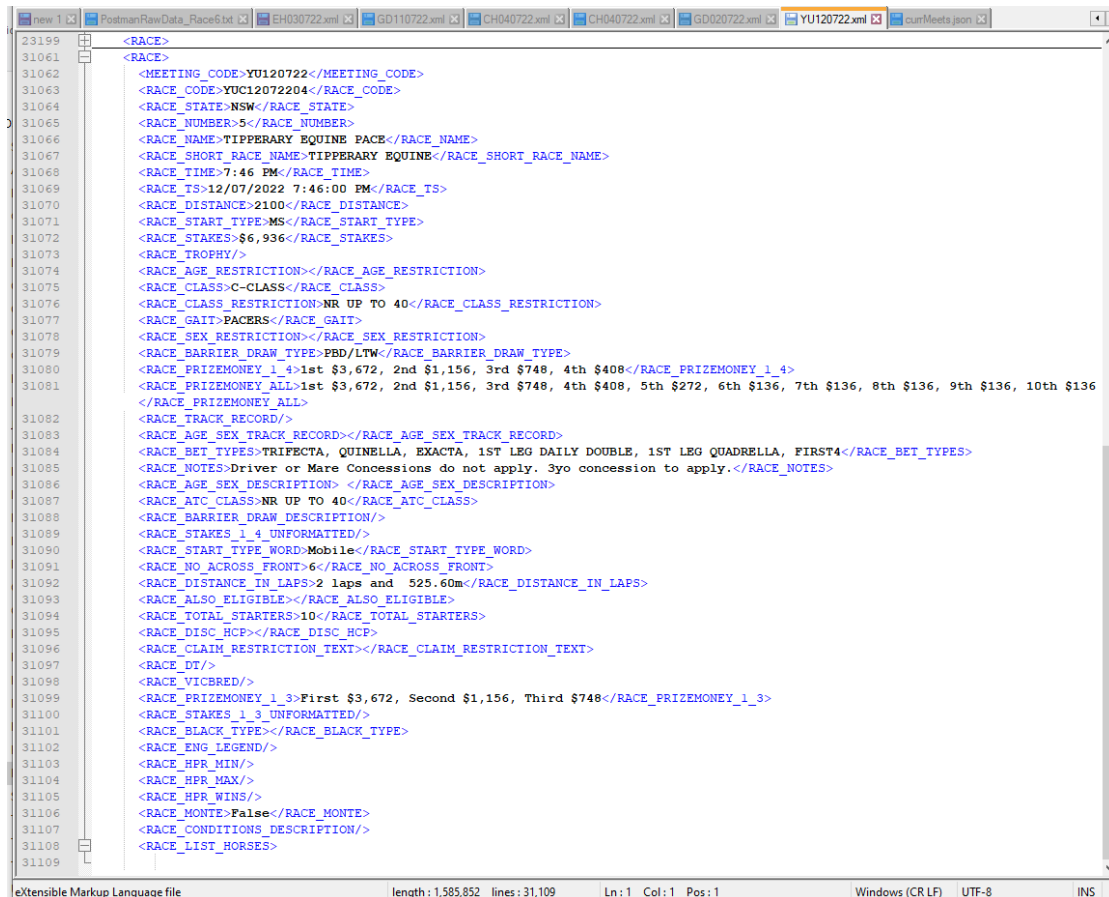 new 1 PostmanRawData_Race6.txt EH030722.xml GD110722.xml CH040722.xml CH040722.xml GD020722.xml YU120722.xml currMeets.json
23199 <RACE>
31061 <RACE>
31062 <MEETING_CODE>YU120722</MEETING_CODE>
31063 <RACE_CODE>YUC12072204</RACE_CODE>
31064 <RACE_STATE>NSW</RACE_STATE>
31065 <RACE_NUMBER>5</RACE_NUMBER>
31066 <RACE_NAME>TIPPERARY EQUINE PACE</RACE_NAME>
31067 <RACE_SHORT_RACE_NAME>TIPPERARY EQUINE</RACE_SHORT_RACE_NAME>
31068 <RACE_TIME>7:46 PM</RACE_TIME>
31069 <RACE_TS>12/07/2022 7:46:00 PM</RACE_TS>
31070 <RACE_DISTANCE>2100</RACE_DISTANCE>
31071 <RACE_START_TYPE>MS</RACE_START_TYPE>
31072 <RACE_STAKES>$6,936</RACE_STAKES>
31073 <RACE_TROPHY/>
31074 <RACE_AGE_RESTRICTION></RACE_AGE_RESTRICTION>
31075 <RACE_CLASS>C-CLASS</RACE_CLASS>
31076 <RACE_CLASS_RESTRICTION>NR UP TO 40</RACE_CLASS_RESTRICTION>
31077 <RACE_GAIT>PACERS</RACE_GAIT>
31078 <RACE_SEX_RESTRICTION></RACE_SEX_RESTRICTION>
31079 <RACE_BARRIER_DRAW_TYPE>PBD/LTW</RACE_BARRIER_DRAW_TYPE>
31080 <RACE_PRIZEMONEY_1_4>1st $3,672, 2nd $1,156, 3rd $748, 4th $408</RACE_PRIZEMONEY_1_4>
31081 <RACE_PRIZEMONEY_ALL>1st $3,672, 2nd $1,156, 3rd $748, 4th $408, 5th $272, 6th $136, 7th $136, 8th $136, 9th $136, 10th $136
</RACE_PRIZEMONEY_ALL>
31082 <RACE_TRACK_RECORD/>
31083 <RACE_AGE_SEX_TRACK_RECORD></RACE_AGE_SEX_TRACK_RECORD>
31084 <RACE_BET_TYPES>TRIFECTA, QUINELLA, EXACTA, 1ST LEG DAILY DOUBLE, 1ST LEG QUADRELLA, FIRST4</RACE_BET_TYPES>
31085 <RACE_NOTES>Driver or Mare Concessions do not apply. 3yo concession to apply.</RACE_NOTES>
31086 <RACE_AGE_SEX_DESCRIPTION> </RACE_AGE_SEX_DESCRIPTION>
31087 <RACE_ATC_CLASS>NR UP TO 40</RACE_ATC_CLASS>
31088 <RACE_BARRIER_DRAW_DESCRIPTION/>
31089 <RACE_STAKES_1_4_UNFORMATTED/>
31090 <RACE_START_TYPE_WORD>Mobile</RACE_START_TYPE_WORD>
31091 <RACE_NO_ACROSS_FRONT>6</RACE_NO_ACROSS_FRONT>
31092 <RACE_DISTANCE_IN_LAPS>2 laps and  525.60m</RACE_DISTANCE_IN_LAPS>
31093 <RACE_ALSO_ELIGIBLE></RACE_ALSO_ELIGIBLE>
31094 <RACE_TOTAL_STARTERS>10</RACE_TOTAL_STARTERS>
31095 <RACE_DISC_HCP></RACE_DISC_HCP>
31096 <RACE_CLAIM_RESTRICTION_TEXT></RACE_CLAIM_RESTRICTION_TEXT>
31097 <RACE_DT/>
31098 <RACE_VICBRED/>
31099 <RACE_PRIZEMONEY_1_3>First $3,672, Second $1,156, Third $748</RACE_PRIZEMONEY_1_3>
31100 <RACE_STAKES_1_3_UNFORMATTED/>
31101 <RACE_BLACK_TYPE></RACE_BLACK_TYPE>
31102 <RACE_ENG_LEGEND/>
31103 <RACE_HPR_MIN/>
31104 <RACE_HPR_MAX/>
31105 <RACE_HPR_WINS/>
31106 <RACE_MONTE>False</RACE_MONTE>
31107 <RACE_CONDITIONS_DESCRIPTION/>
31108 <RACE_LIST_HORSES>
31109
eXtensible Markup Language file length : 1,585,852 lines : 31,109 Ln : 1 Col : 1 Pos : 1 Windows (CR LF) UTF-8 INS